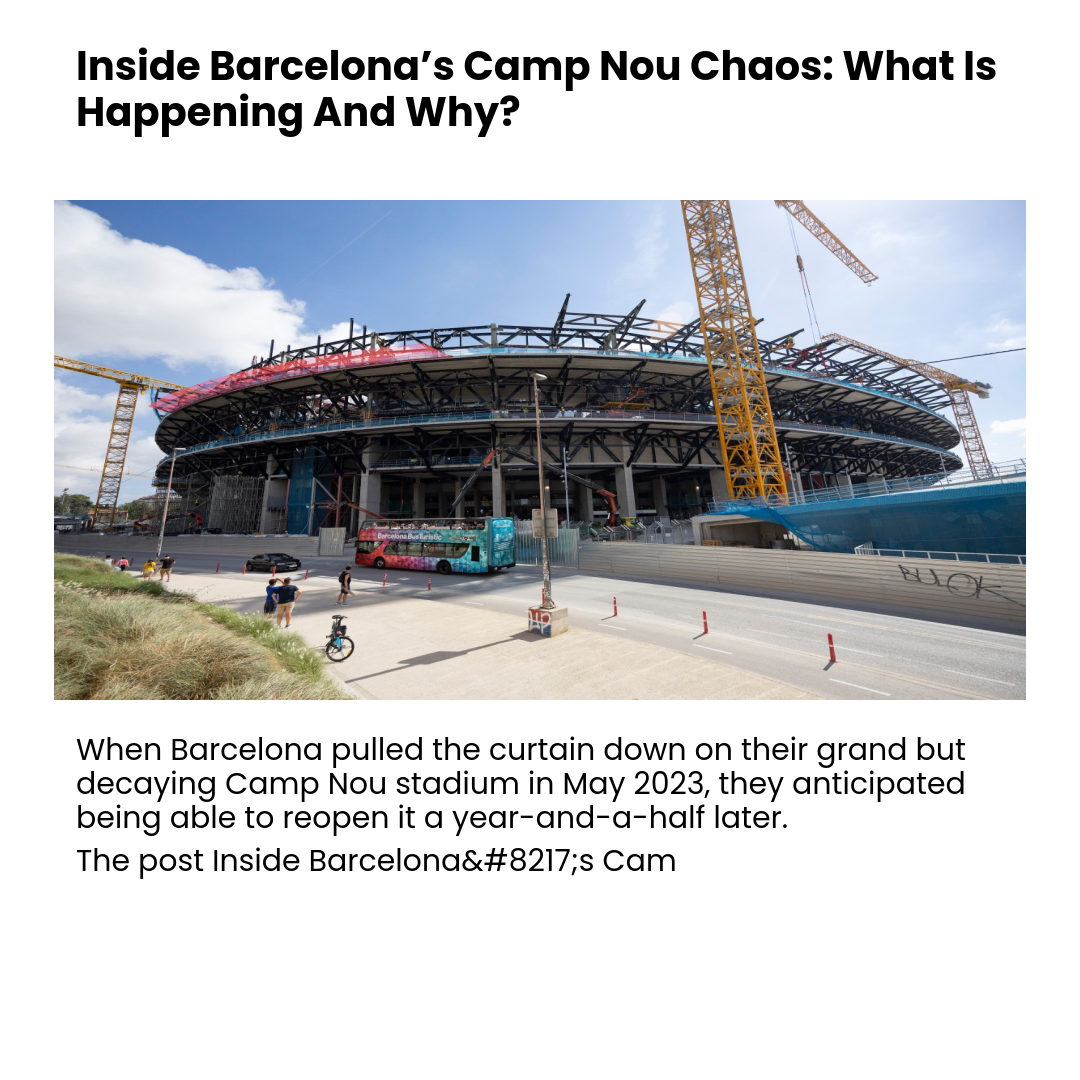 Inside Barcelona’s Camp Nou Chaos: What Is
Happening And Why?
Barcelona Bus Turístic
When Barcelona pulled the curtain down on their grand but
decaying Camp Nou stadium in May 2023, they anticipated
being able to reopen it a year-and-a-half later.
The post Inside Barcelona&#8217;s Cam